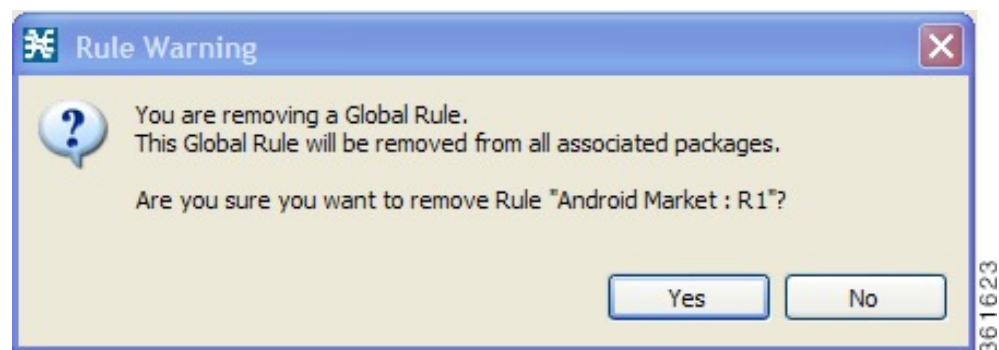 Rule Warning
You are removing a Global Rule.
This Global Rule will be removed from all associated packages.
Are you sure you want to remove Rule "Android Market : R1"?
Yes
No
361623